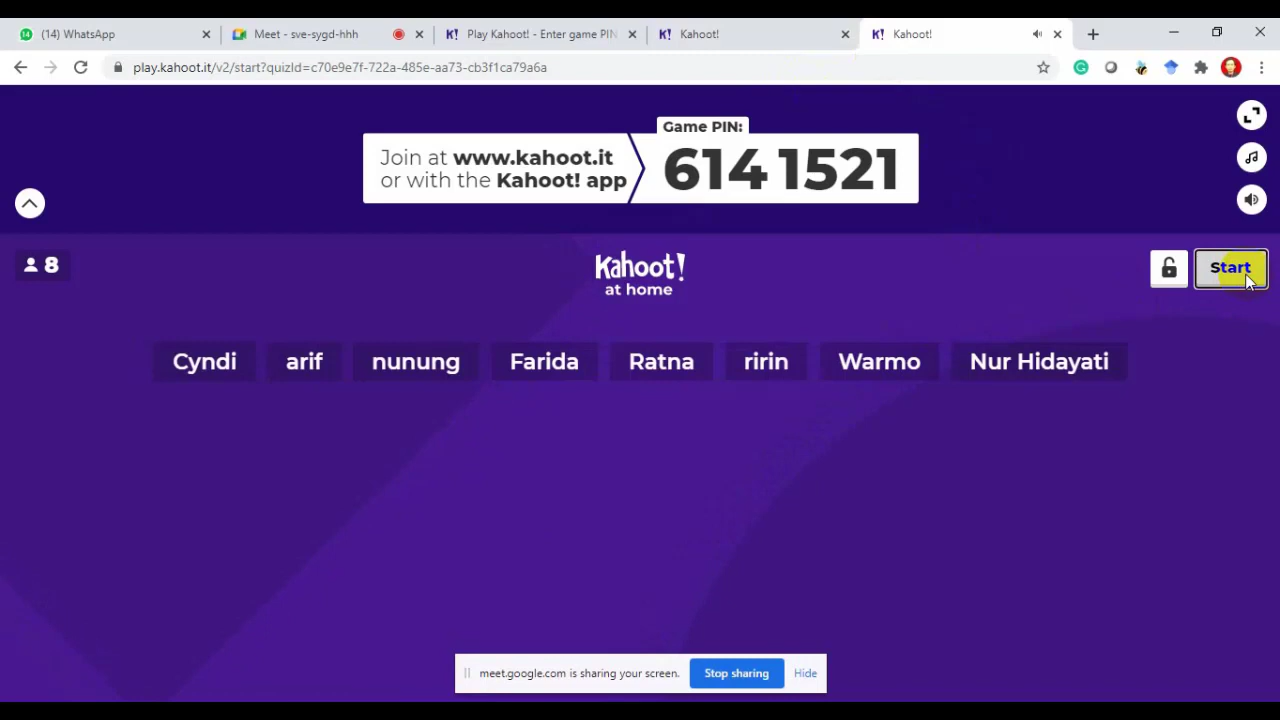 14 (14) WhatsApp
Meet - sve-sygd-hhh
K! Play Kahoot! - Enter game PIN
K! Kahoot!
K! Kahoot!
play.kahoot.it/v2/start?quizId=c70e9e7f-722a-485e-aa73-cb3f1ca79a6a
Game PIN:
Join at www.kahoot.it
or with the Kahoot! app
614 1521
8
Kahoot!
at home
Start
Cyndi arif nunung Farida Ratna ririn Warmo Nur Hidayati
meet.google.com is sharing your screen. Stop sharing Hide